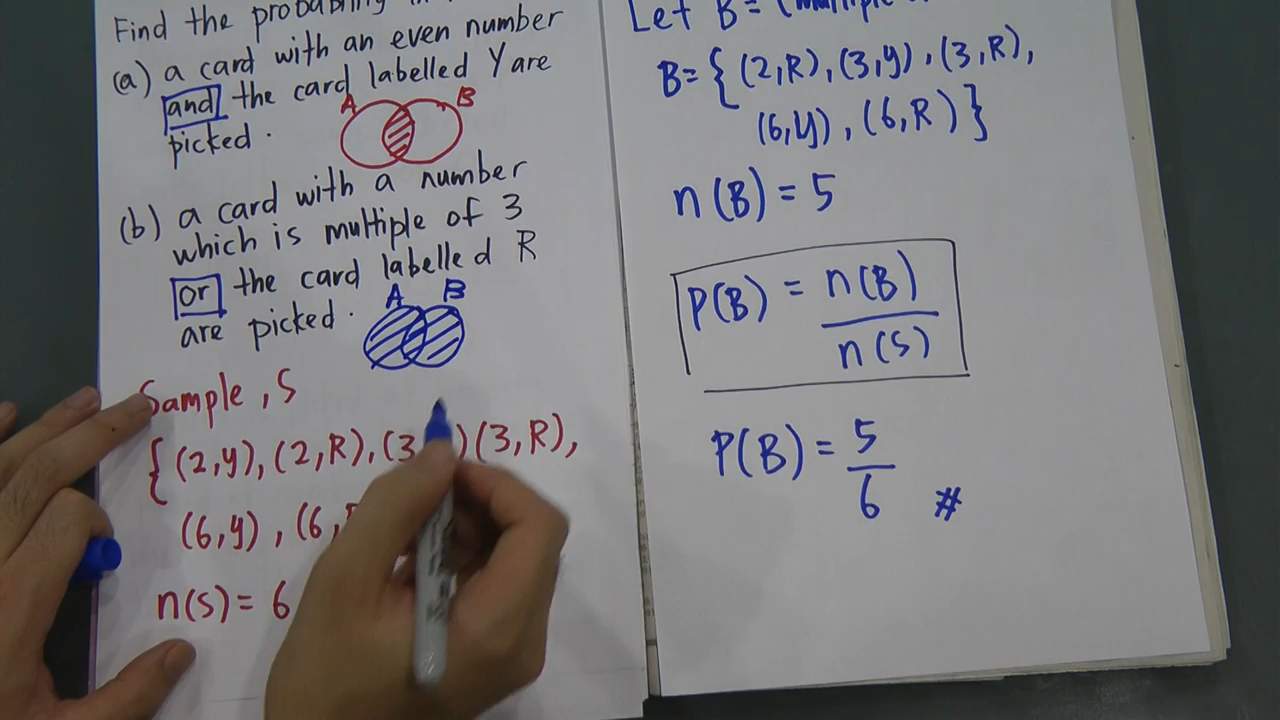 Find the probability
(a) a card with an even number
and the card labelled Y are
picked.
A B
(b) a card with a number
which is multiple of 3
or the card labelled R
are picked.
A B
Sample, S
{(2,y), (2,R), (3, ) (3,R),
(6,y), (6,
n(S) = 6
Let B = (multiple
B = {(2,R), (3,y), (3,R),
(6,y), (6,R)}
n(B) = 5
P(B) = n(B)
n(S)
P(B) = 5
6 #